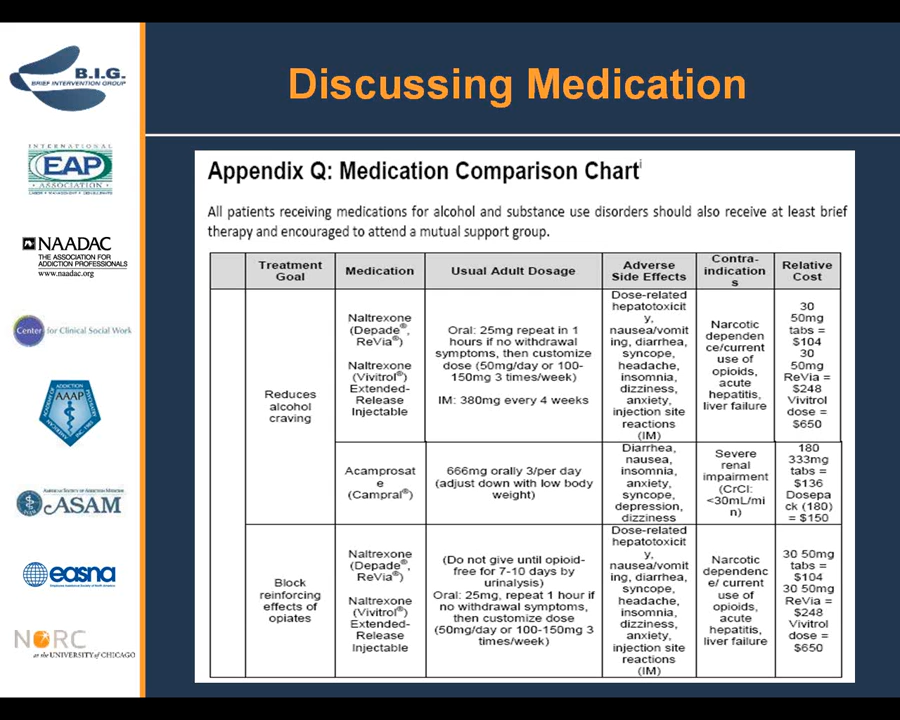 B.I.G.
BRIEF INTERVENTION GROUP
INTERNATIONAL
EAP
ASSOCIATION
NAADAC
THE ASSOCIATION FOR
ADDICTION PROFESSIONALS
www.naadac.org
Center for Clinical Social Work
AAAP
AMERICAN SOCIETY OF ADDICTION MEDICINE
ASAM
easna
NORC
at the UNIVERSITY of CHICAGO
Discussing Medication
Appendix Q: Medication Comparison Chart
All patients receiving medications for alcohol and substance use disorders should also receive at least brief
therapy and encouraged to attend a mutual support group.
Treatment
Goal
Medication
Usual Adult Dosage
Adverse
Side Effects
Contra-
indication
s
Relative
Cost
Reduces
alcohol
craving
Naltrexone
(Depade®,
ReVia®)
Naltrexone
(Vivitrol®)
Extended-
Release
Injectable
Oral: 25mg repeat in 1
hours if no withdrawal
symptoms, then customize
dose (50mg/day or 100-
150mg 3 times/week)
IM: 380mg every 4 weeks
Dose-related
hepatotoxicit
y,
nausea/vomit
ing, diarrhea,
syncope,
headache,
insomnia,
dizziness,
anxiety,
injection site
reactions
(IM)
Narcotic
dependen
ce/current
use of
opioids,
acute
hepatitis,
liver failure
30
50mg
tabs =
$104
30
50mg
ReVia =
$248
Vivitrol
dose =
$650
Acamprosat
e
(Campral®)
666mg orally 3/per day
(adjust down with low body
weight)
Diarrhea,
nausea,
insomnia,
anxiety,
syncope,
depression,
dizziness
Severe
renal
impairment
(CrCl:
<30mL/mi
n)
180
333mg
tabs =
$136
Dosepa
ck (180)
= $150
Block
reinforcing
effects of
opiates
Naltrexone
(Depade®,
ReVia®)
Naltrexone
(Vivitrol®)
Extended-
Release
Injectable
(Do not give until opioid-
free for 7-10 days by
urinalysis)
Oral: 25mg, repeat 1 hour if
no withdrawal symptoms,
then customize dose
(50mg/day or 100-150mg 3
times/week)
Dose-related
hepatotoxicit
y,
nausea/vomit
ing, diarrhea,
syncope,
headache,
insomnia,
dizziness,
anxiety,
injection site
reactions
(IM)
Narcotic
dependenc
e/ current
use of
opioids,
acute
hepatitis,
liver failure
30 50mg
tabs =
$104
30 50mg
ReVia =
$248
Vivitrol
dose =
$650